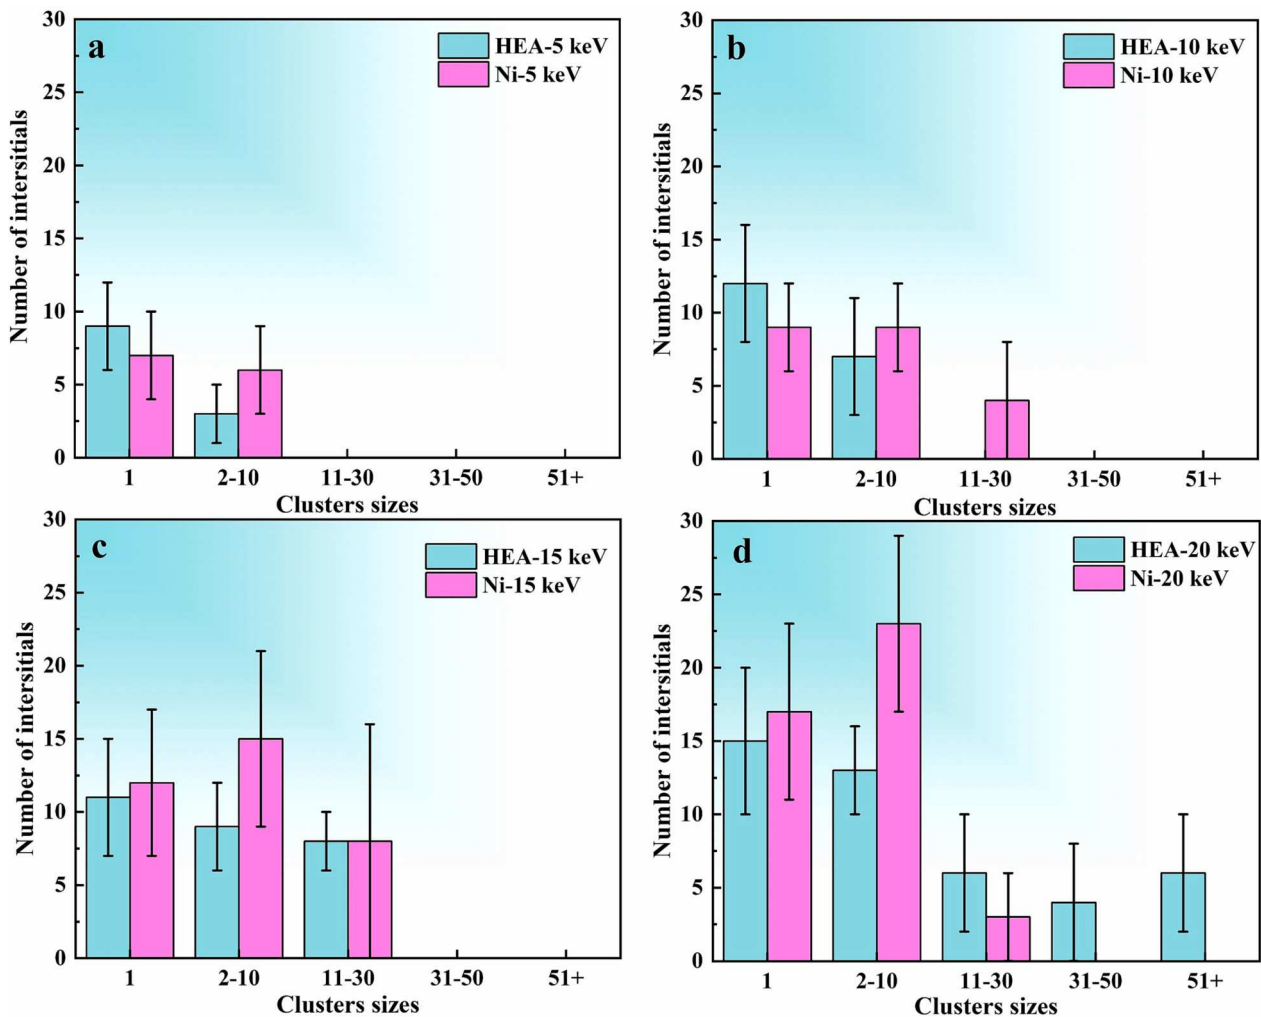 a
HEA-5 keV
Ni-5 keV
Number of intersitials
30
25
20
15
10
5
0
1 2-10 11-30 31-50 51+
Clusters sizes
b
HEA-10 keV
Ni-10 keV
Number of intersitials
30
25
20
15
10
5
0
1 2-10 11-30 31-50 51+
Clusters sizes
c
HEA-15 keV
Ni-15 keV
Number of intersitials
30
25
20
15
10
5
0
1 2-10 11-30 31-50 51+
Clusters sizes
d
HEA-20 keV
Ni-20 keV
Number of intersitials
30
25
20
15
10
5
0
1 2-10 11-30 31-50 51+
Clusters sizes